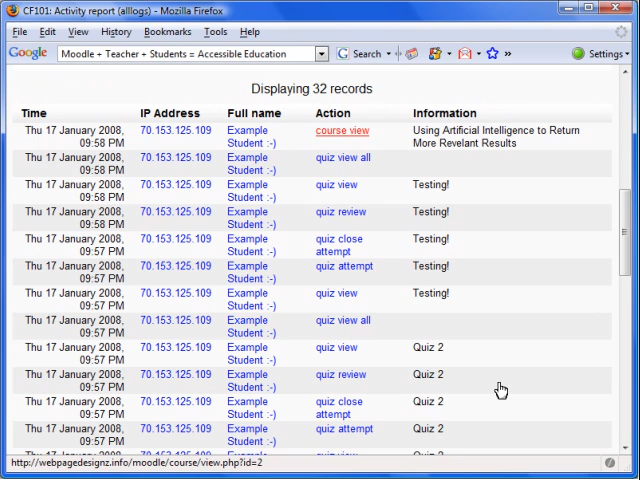 CF101: Activity report (alllogs) - Mozilla Firefox
File Edit View History Bookmarks Tools Help
Google Moodle + Teacher + Students = Accessible Education G Search » Settings
Displaying 32 records
Time IP Address Full name Action Information
Thu 17 January 2008, 70.153.125.109 Example course view Using Artificial Intelligence to Return
09:58 PM Student :-) More Revelant Results
Thu 17 January 2008, 70.153.125.109 Example quiz view all
09:58 PM Student :-)
Thu 17 January 2008, 70.153.125.109 Example quiz view Testing!
09:58 PM Student :-)
Thu 17 January 2008, 70.153.125.109 Example quiz review Testing!
09:58 PM Student :-)
Thu 17 January 2008, 70.153.125.109 Example quiz close Testing!
09:57 PM Student :-) attempt
Thu 17 January 2008, 70.153.125.109 Example quiz attempt Testing!
09:57 PM Student :-)
Thu 17 January 2008, 70.153.125.109 Example quiz view Testing!
09:57 PM Student :-)
Thu 17 January 2008, 70.153.125.109 Example quiz view all
09:57 PM Student :-)
Thu 17 January 2008, 70.153.125.109 Example quiz view Quiz 2
09:57 PM Student :-)
Thu 17 January 2008, 70.153.125.109 Example quiz review Quiz 2
09:57 PM Student :-)
Thu 17 January 2008, 70.153.125.109 Example quiz close Quiz 2
09:57 PM Student :-) attempt
Thu 17 January 2008, 70.153.125.109 Example quiz attempt Quiz 2
09:57 PM Student :-)
http://webpagedesignz.info/moodle/course/view.php?id=2